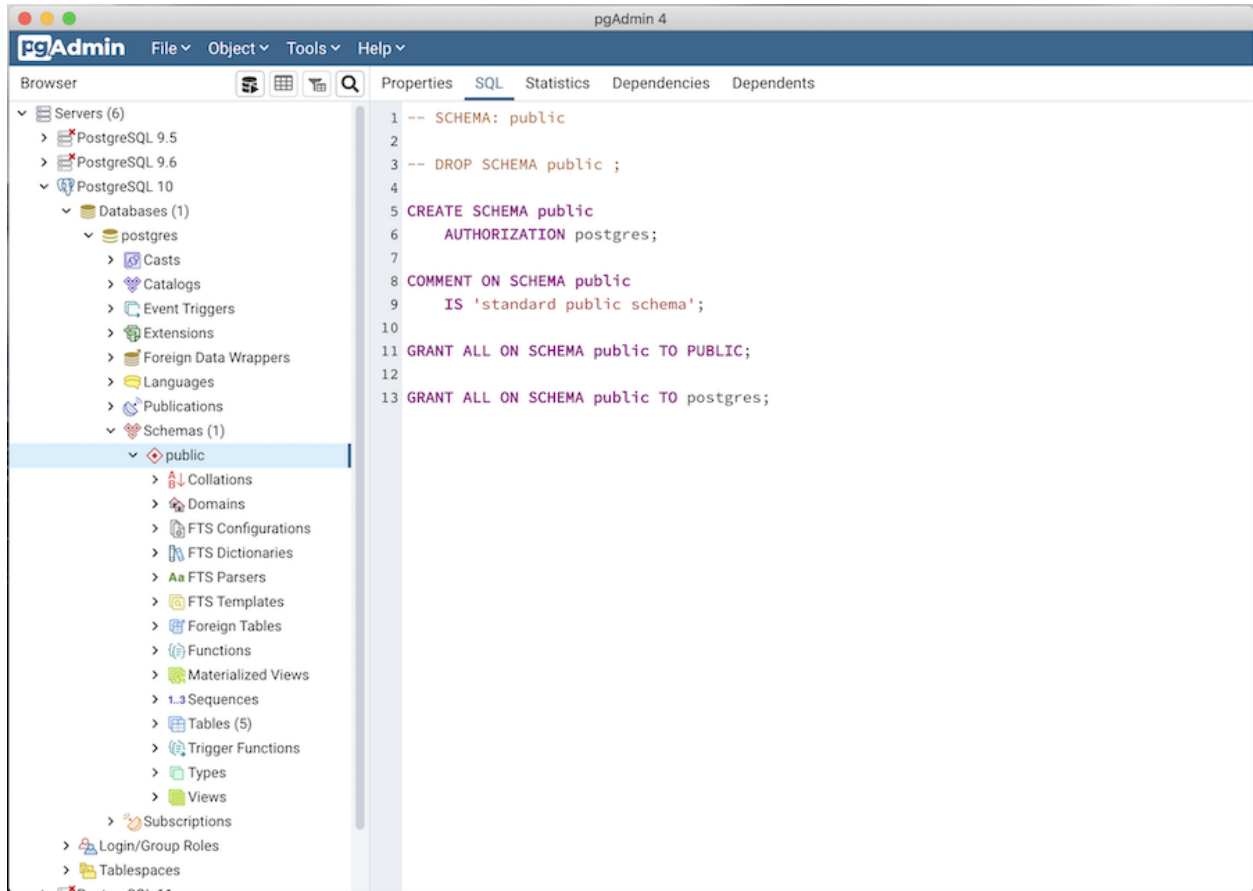 pgAdmin 4
pgAdmin File Object Tools Help
Browser
Properties SQL Statistics Dependencies Dependents
Servers (6)
PostgreSQL 9.5
PostgreSQL 9.6
PostgreSQL 10
Databases (1)
postgres
Casts
Catalogs
Event Triggers
Extensions
Foreign Data Wrappers
Languages
Publications
Schemas (1)
public
Collations
Domains
FTS Configurations
FTS Dictionaries
Aa FTS Parsers
FTS Templates
Foreign Tables
Functions
Materialized Views
1..3 Sequences
Tables (5)
Trigger Functions
Types
Views
Subscriptions
Login/Group Roles
Tablespaces
1 -- SCHEMA: public
2
3 -- DROP SCHEMA public ;
4
5 CREATE SCHEMA public
6     AUTHORIZATION postgres;
7
8 COMMENT ON SCHEMA public
9     IS 'standard public schema';
10
11 GRANT ALL ON SCHEMA public TO PUBLIC;
12
13 GRANT ALL ON SCHEMA public TO postgres;